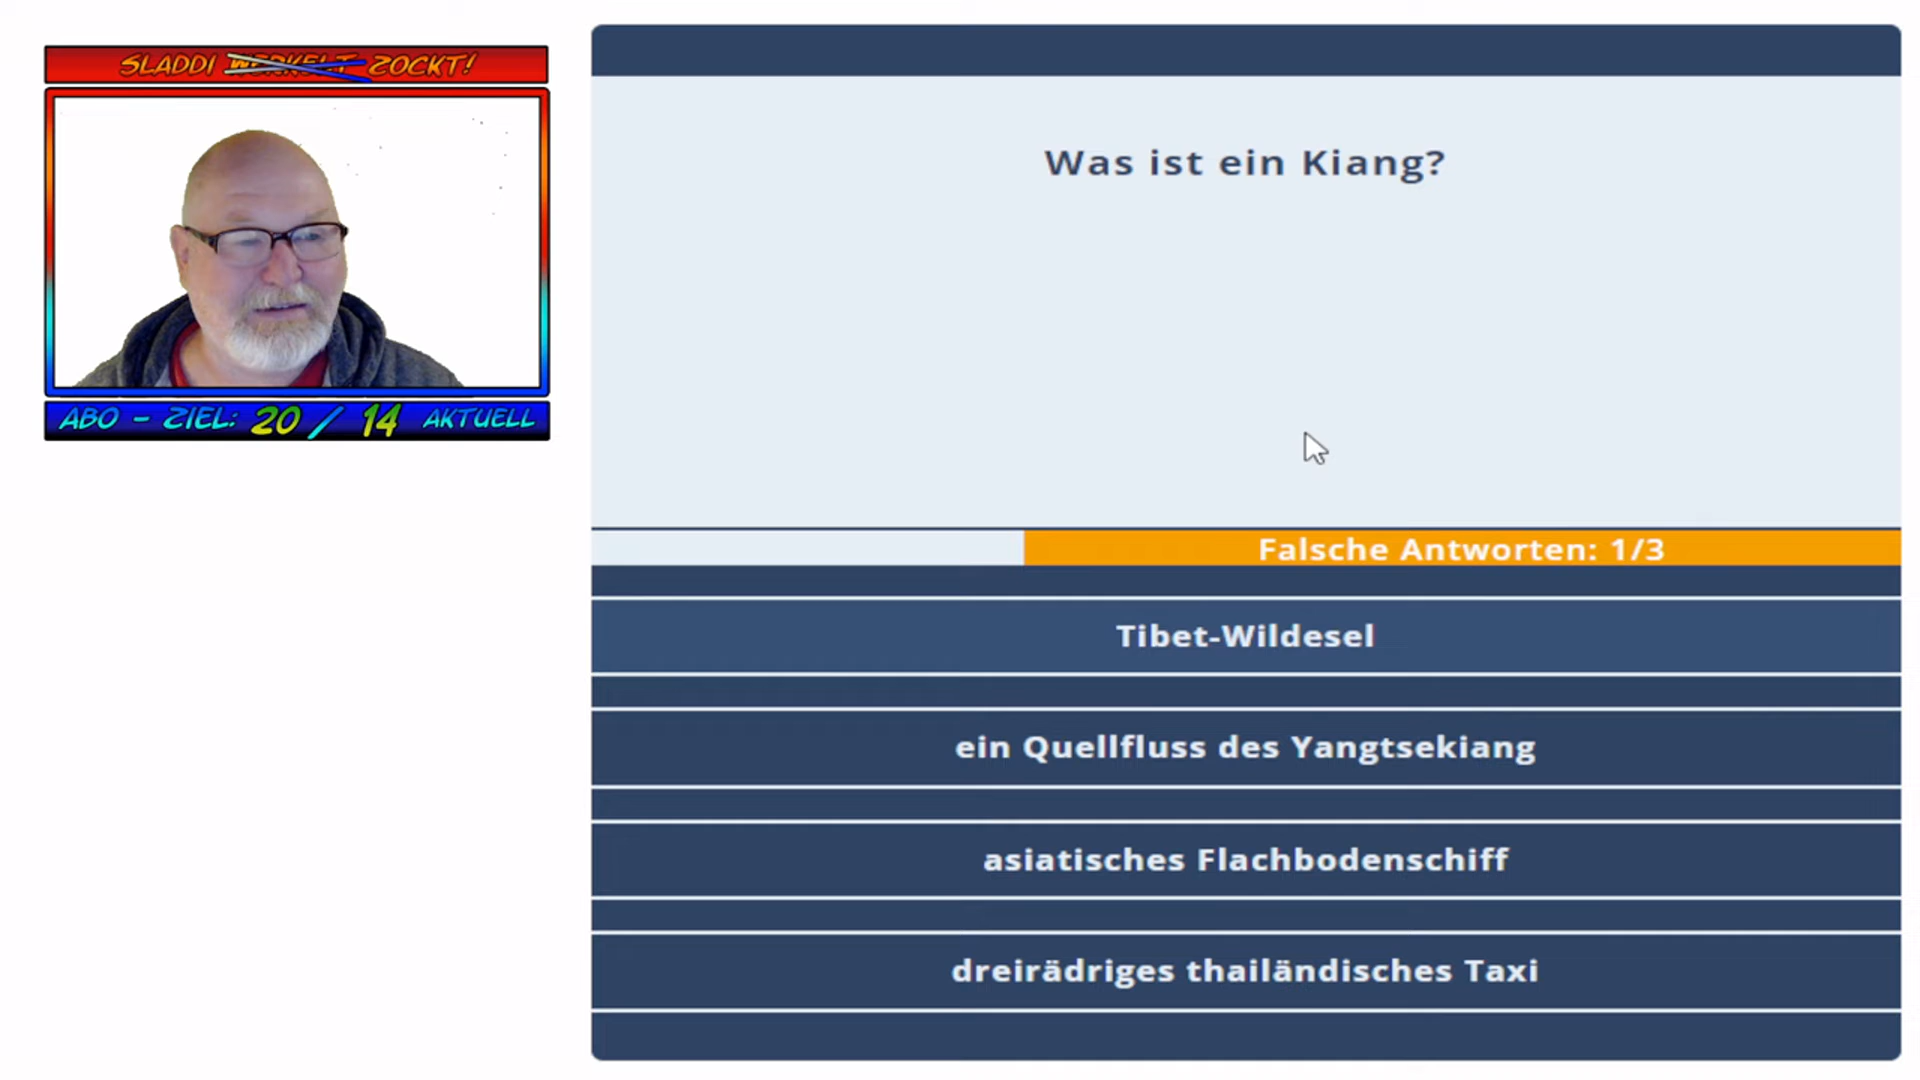 SLADDI WERKELT ZOCKT!
ABO - ZIEL: 20 / 14 AKTUELL
Was ist ein Kiang?
Falsche Antworten: 1/3
Tibet-Wildesel
ein Quellfluss des Yangtsekiang
asiatisches Flachbodenschiff
dreirädriges thailändisches Taxi